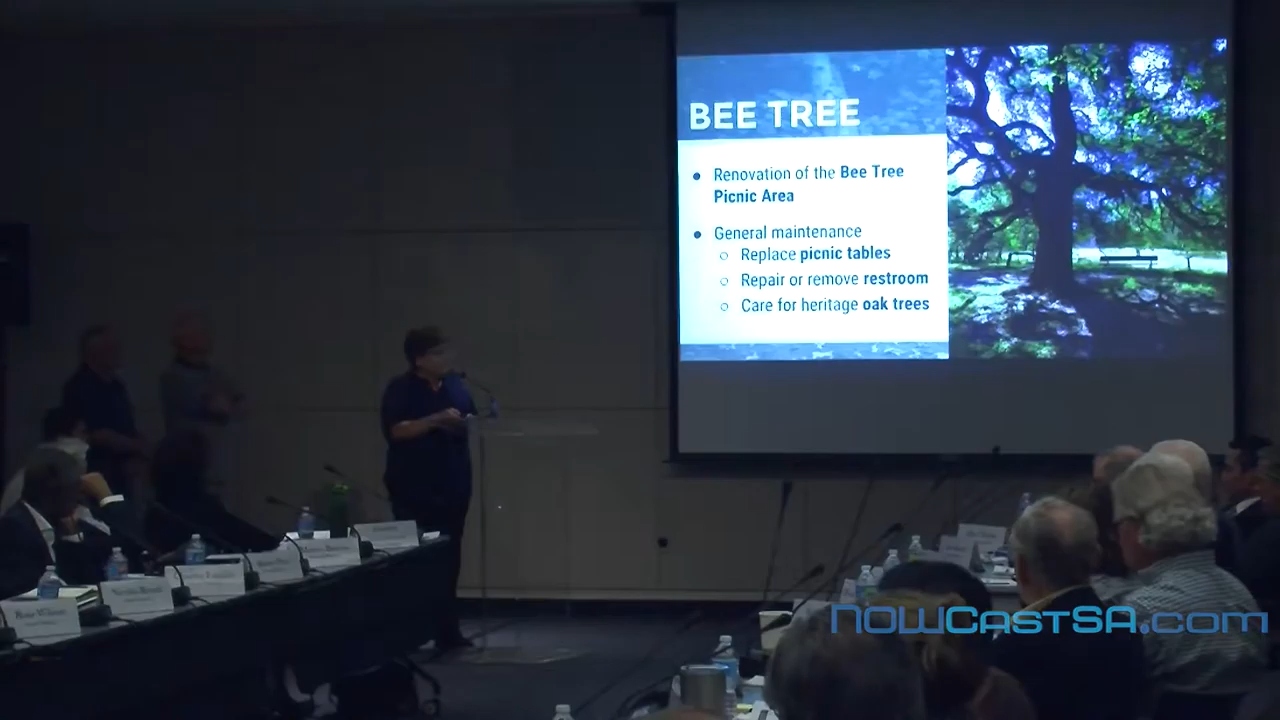 BEE TREE
● Renovation of the Bee Tree
Picnic Area
● General maintenance
○ Replace picnic tables
○ Repair or remove restroom
○ Care for heritage oak trees
NOWCastSA.com